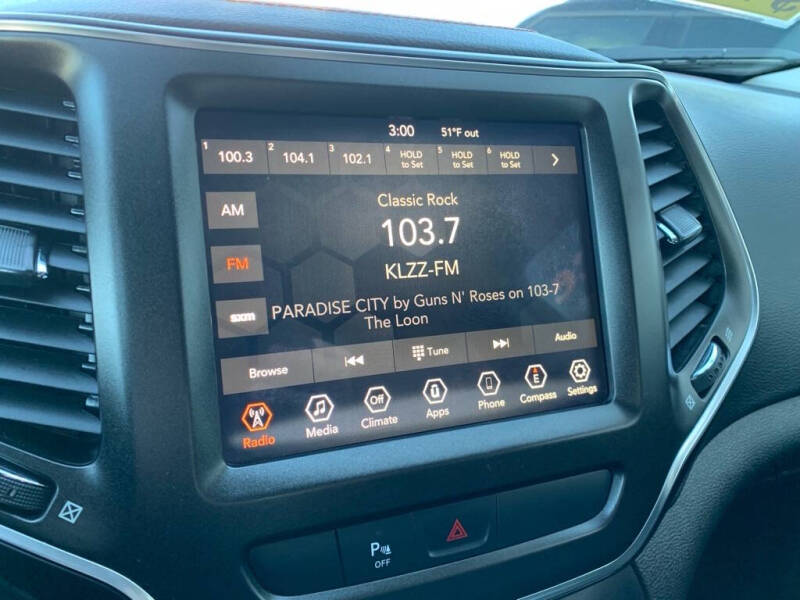 3:00 51°F out
1 100.3 2 104.1 3 102.1 4 HOLD to Set 5 HOLD to Set 6 HOLD to Set
AM
FM
sxm
Classic Rock
103.7
KLZZ-FM
PARADISE CITY by Guns N' Roses on 103-7
The Loon
Browse Tune Audio
Radio Media Off Climate Apps Phone E Compass Settings
P OFF